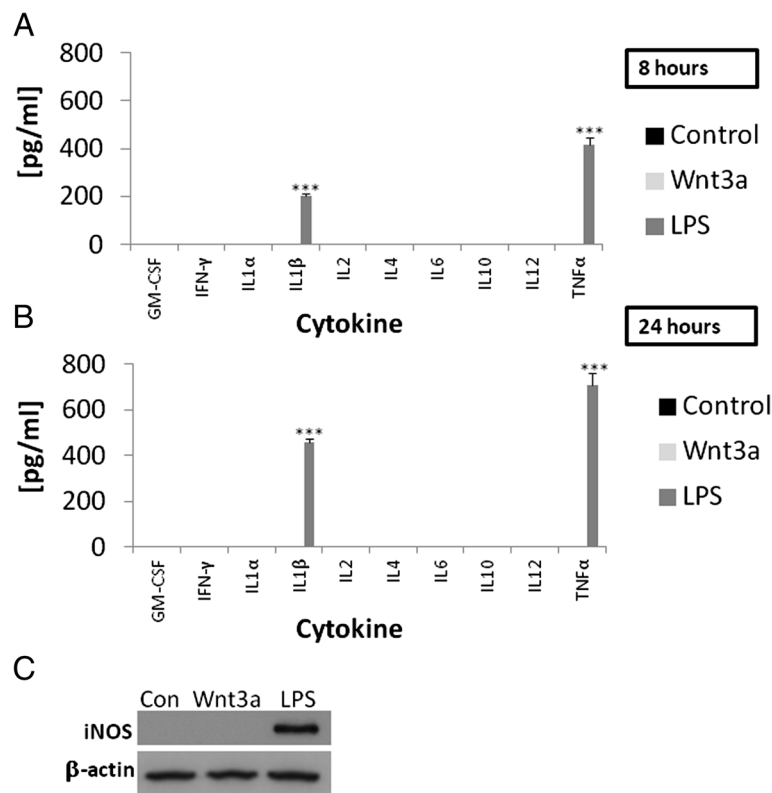 A
800
600
400
200
0
[pg/ml]
***
***
GM-CSF
IFN-γ
IL1α
IL1β
IL2
IL4
IL6
IL10
IL12
TNFα
Cytokine
8 hours
Control
Wnt3a
LPS
B
800
600
400
200
0
[pg/ml]
***
***
GM-CSF
IFN-γ
IL1α
IL1β
IL2
IL4
IL6
IL10
IL12
TNFα
Cytokine
24 hours
Control
Wnt3a
LPS
C
Con Wnt3a LPS
iNOS
β-actin